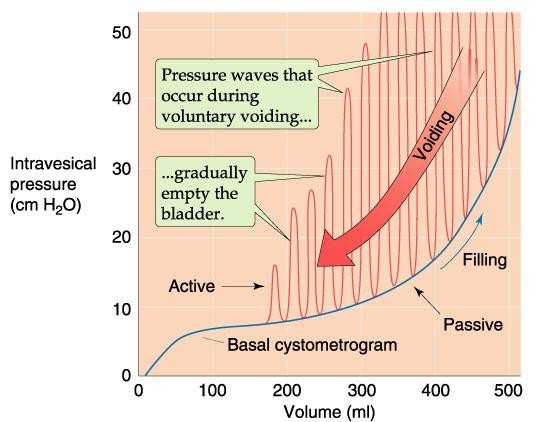 50
40
30
20
10
0
Intravesical
pressure
(cm H₂O)
Pressure waves that
occur during
voluntary voiding...
...gradually
empty the
bladder.
Voiding
Active
Filling
Passive
Basal cystometrogram
0 100 200 300 400 500
Volume (ml)